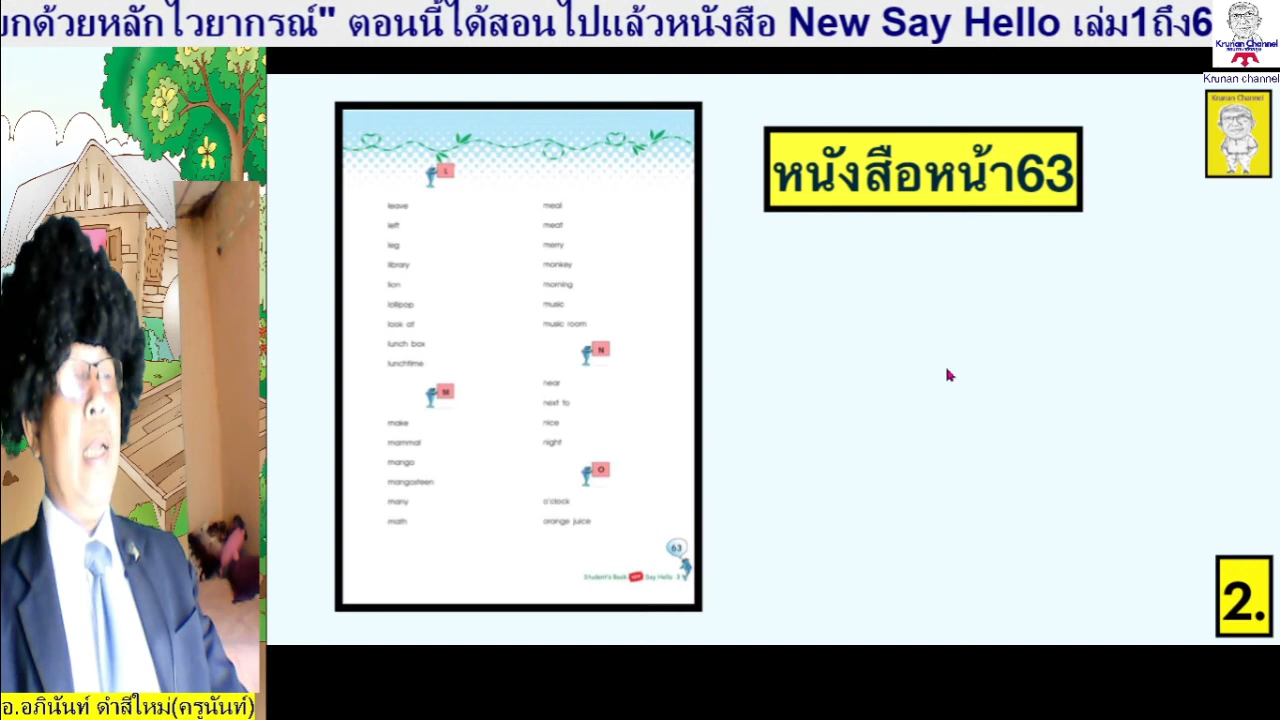 ยกด้วยหลักไวยากรณ์" ตอนนี้ได้สอนไปแล้วหนังสือ New Say Hello เล่ม1ถึง6
Krunan Channel
Krunan channel
Krunan Channel
หนังสือหน้า63
L
leave
left
leg
library
lion
lollipop
look at
lunch box
lunchtime
M
make
mammal
mango
mangosteen
many
math
meal
meat
merry
monkey
morning
music
music room
N
near
next to
nice
night
O
o'clock
orange juice
63
Student's Book New Say Hello 3
2.
อ.อภินันท์ ดำสีใหม่(ครูนันท์)